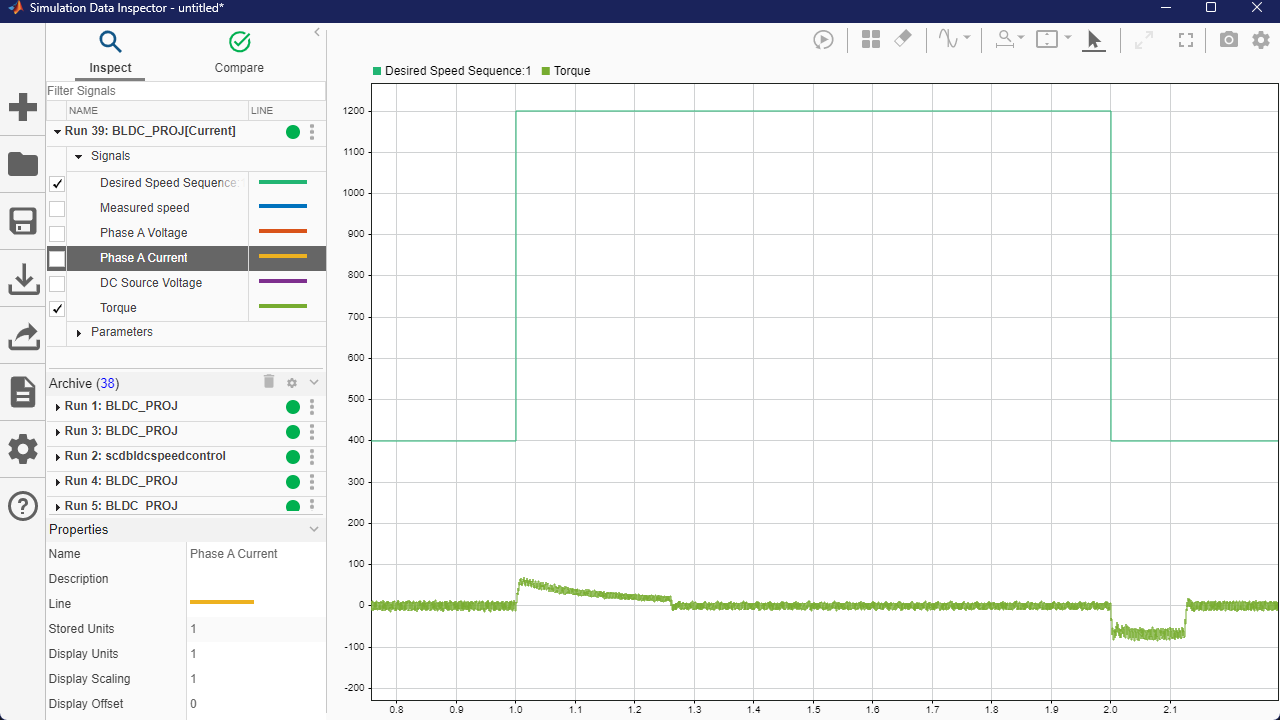 Simulation Data Inspector - untitled*
Inspect
Compare
Filter Signals
NAME LINE
Run 39: BLDC_PROJ[Current]
Signals
Desired Speed Sequence:
Measured speed
Phase A Voltage
Phase A Current
DC Source Voltage
Torque
Parameters
Archive (38)
Run 1: BLDC_PROJ
Run 3: BLDC_PROJ
Run 2: scdbldcspeedcontrol
Run 4: BLDC_PROJ
Run 5: BLDC_PROJ
Properties
Name Phase A Current
Description
Line
Stored Units 1
Display Units 1
Display Scaling 1
Display Offset 0
Desired Speed Sequence:1 Torque
1200
1100
1000
900
800
700
600
500
400
300
200
100
0
-100
-200
0.8 0.9 1.0 1.1 1.2 1.3 1.4 1.5 1.6 1.7 1.8 1.9 2.0 2.1